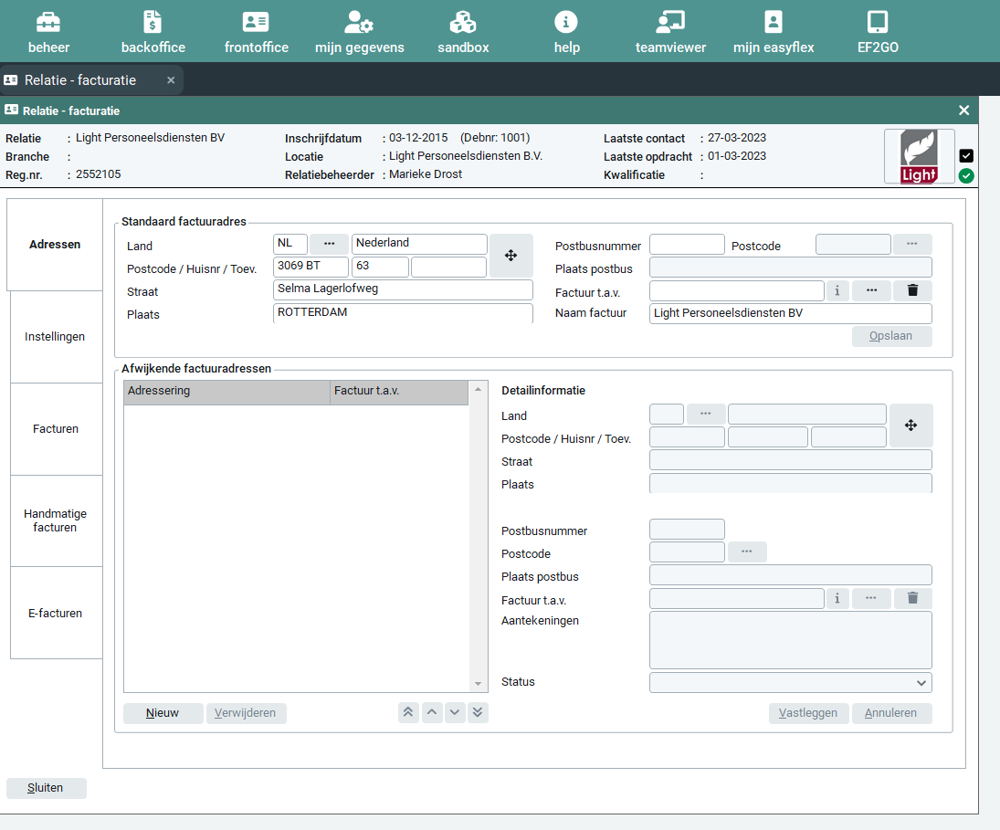 beheer backoffice frontoffice mijn gegevens sandbox help teamviewer mijn easyflex EF2GO
Relatie - facturatie ×
Relatie - facturatie
Relatie : Light Personeelsdiensten BV Inschrijfdatum : 03-12-2015 (Debnr: 1001) Laatste contact : 27-03-2023
Branche : Locatie : Light Personeelsdiensten B.V. Laatste opdracht : 01-03-2023
Reg.nr. : 2552105 Relatiebeheerder : Marieke Drost Kwalificatie :
Light
Adressen
Instellingen
Facturen
Handmatige
facturen
E-facturen
Standaard factuuradres
Land NL ... Nederland Postbusnummer Postcode ...
Postcode / Huisnr / Toev. 3069 BT 63 Plaats postbus
Straat Selma Lagerlofweg Factuur t.a.v. i ...
Plaats ROTTERDAM Naam factuur Light Personeelsdiensten BV
Opslaan
Afwijkende factuuradressen
Adressering Factuur t.a.v. Detailinformatie
Land ...
Postcode / Huisnr / Toev.
Straat
Plaats
Postbusnummer
Postcode ...
Plaats postbus
Factuur t.a.v. i ...
Aantekeningen
Status
Nieuw Verwijderen Vastleggen Annuleren
Sluiten